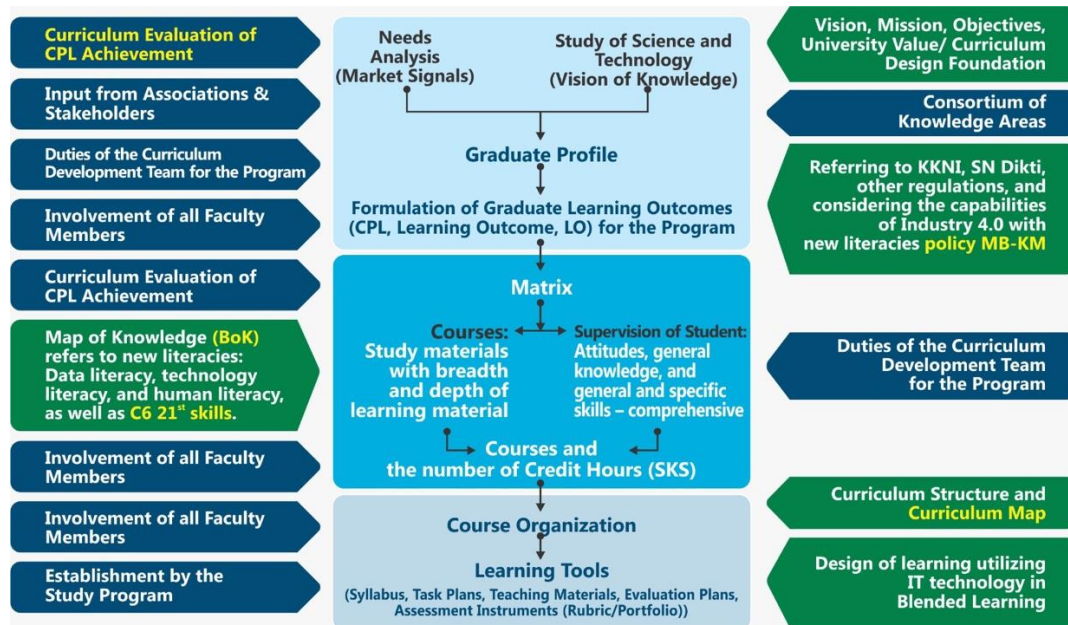 Curriculum Evaluation of
CPL Achievement
Input from Associations &
Stakeholders
Duties of the Curriculum
Development Team for the Program
Involvement of all Faculty
Members
Curriculum Evaluation of
CPL Achievement
Map of Knowledge (BoK)
refers to new literacies:
Data literacy, technology
literacy, and human literacy,
as well as C6 21st skills.
Involvement of all Faculty
Members
Involvement of all Faculty
Members
Establishment by the
Study Program
Needs
Analysis
(Market Signals)
Study of Science and
Technology
(Vision of Knowledge)
Graduate Profile
Formulation of Graduate Learning Outcomes
(CPL, Learning Outcome, LO) for the Program
Matrix
Courses:
Study materials
with breadth
and depth of
learning material
Supervision of Student:
Attitudes, general
knowledge, and
general and specific
skills – comprehensive
Courses and
the number of Credit Hours (SKS)
Course Organization
Learning Tools
(Syllabus, Task Plans, Teaching Materials, Evaluation Plans,
Assessment Instruments (Rubric/Portfolio))
Vision, Mission, Objectives,
University Value/ Curriculum
Design Foundation
Consortium of
Knowledge Areas
Referring to KKNI, SN Dikti,
other regulations, and
considering the capabilities
of Industry 4.0 with
new literacies policy MB-KM
Duties of the Curriculum
Development Team
for the Program
Curriculum Structure and
Curriculum Map
Design of learning utilizing
IT technology in
Blended Learning